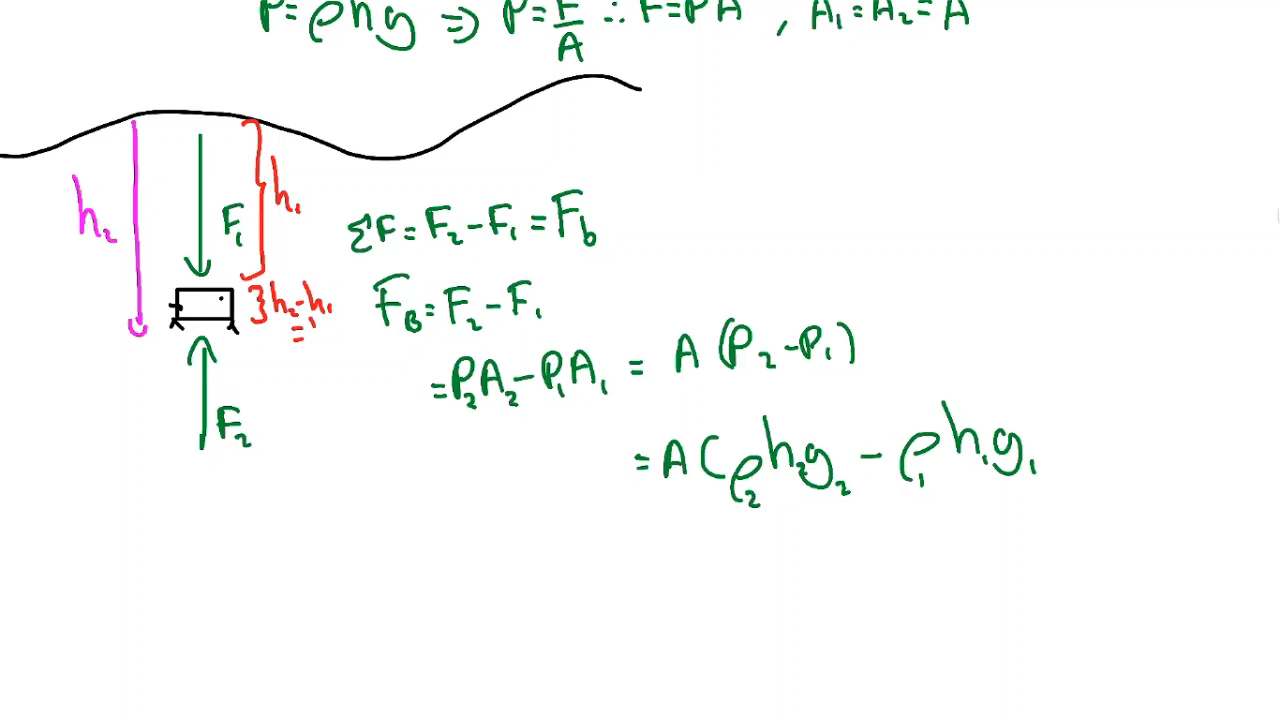 P = ρhg ⇒ P = F/A ∴ F = PA , A₁ = A₂ = A
h₂
F₁
h₁
h₂-h₁
F₂
ΣF = F₂ - F₁ = F_b
F_B = F₂ - F₁
= P₂A₂ - P₁A₁ = A (P₂ - P₁)
= A (ρ₂h₂g₂ - ρ₁h₁g₁